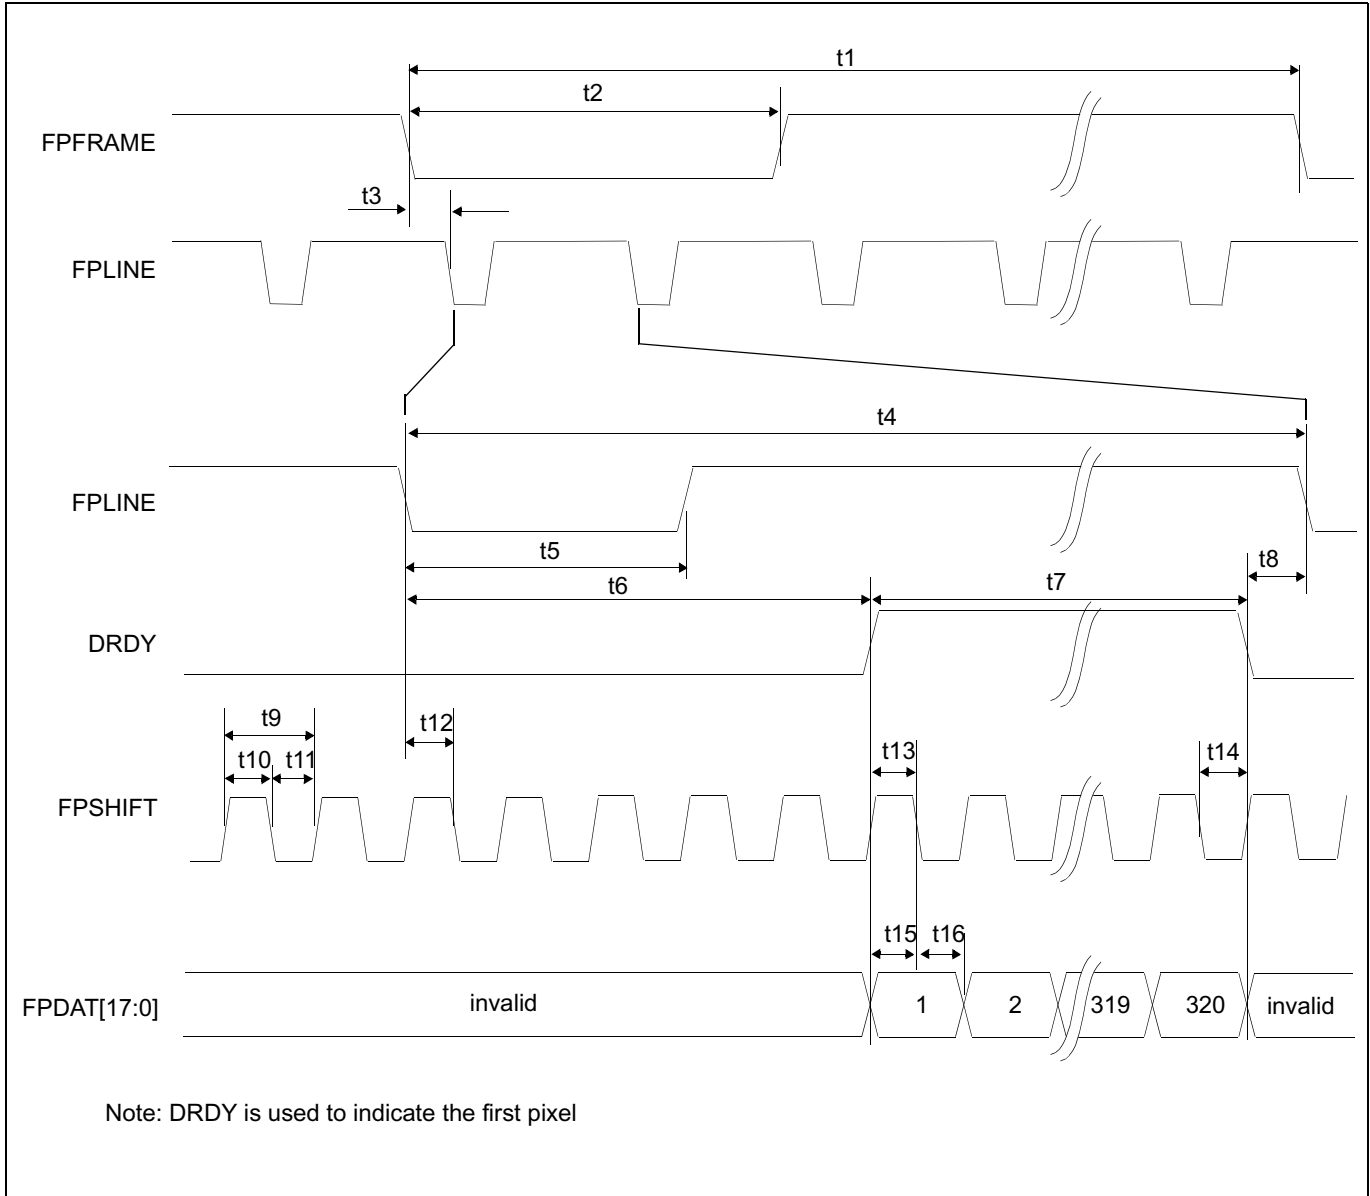 t1
t2
FPFRAME
t3
FPLINE
t4
FPLINE
t5
t8
t6
t7
DRDY
t9
t12
t10
t11
t13
t14
FPSHIFT
t15
t16
FPDAT[17:0]
invalid
1
2
319
320
invalid
Note: DRDY is used to indicate the first pixel